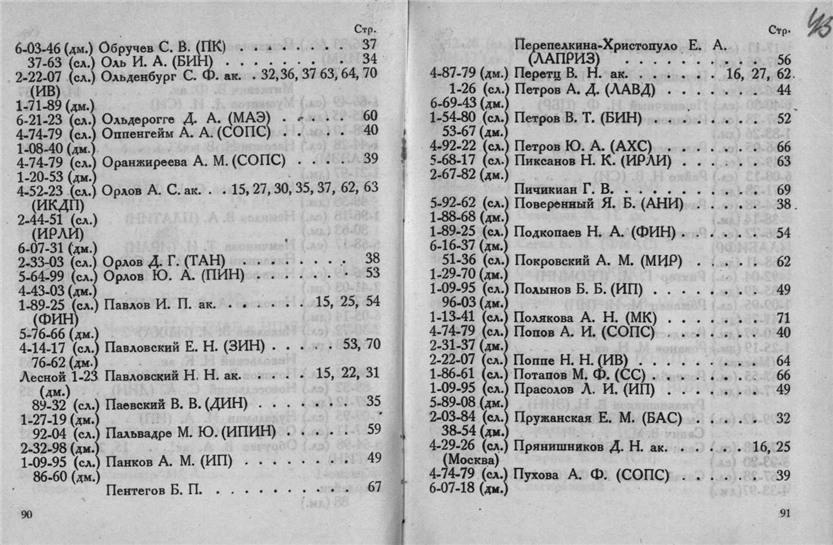 Стр.
6-03-46 (дм.) Обручев С. В. (ПК) . . . . . . . . 37
37-63 (сл.) Оль И. А. (БИН) . . . . . . . . . 34
2-22-07 (сл.) Ольденбург С. Ф. ак. . 32,36, 37 63, 64, 70
(ИВ)
1-71-89 (дм.)
6-21-23 (сл.) Ольдерогге Д. А. (МАЭ) . . . . . . 60
4-74-79 (сл.) Оппенгейм А. А. (СОПС) . . . . . . 40
1-08-40 (дм.)
4-74-79 (сл.) Оранжиреева А. М. (СОПС) . . . . . 39
1-20-53 (дм.)
4-52-23 (сл.) Орлов А. С. ак. . . 15, 27, 30, 35, 37, 62, 63
(ИКДП)
2-44-51 (сл.)
(ИРЛИ)
6-07-31 (дм.)
2-33-03 (сл.) Орлов Д. Г. (ТАН) . . . . . . . . 38
5-64-99 (сл.) Орлов Ю. А. (ПИН) . . . . . . . . 53
4-43-03 (дм.)
1-89-25 (сл.) Павлов И. П. ак. . . . . . . 15, 25, 54
(ФИН)
5-76-66 (дм.)
4-14-17 (сл.) Павловский Е. Н. (ЗИН) . . . . . 53, 70
76-62 (дм.)
Лесной 1-23 Павловский Н. Н. ак. . . . . . 15, 22, 31
(дм.)
89-32 (сл.) Паевский В. В. (ДИН) . . . . . . . 35
1-27-19 (дм.)
92-04 (сл.) Пальвадре М. Ю. (ИПИН) . . . . . . 59
2-32-98 (дм.)
1-09-95 (сл.) Панков А. М. (ИП) . . . . . . . . 49
86-60 (дм.)
Пентегов Б. П. . . . . . . . . . . 67
90
Стр.
Перепелкина-Христопуло Е. А.
(ЛАПРИЗ) . . . . . . . . . . . 56
4-87-79 (дм.) Перетц В. Н. ак. . . . . . . 16, 27, 62
1-26 (сл.) Петров А. Д. (ЛАВД) . . . . . . . 44
6-69-43 (дм.)
1-54-80 (сл.) Петров В. Т. (БИН) . . . . . . . . 52
53-67 (дм.)
4-92-22 (сл.) Петров Ю. А. (АХС) . . . . . . . . 66
5-68-17 (сл.) Пиксанов Н. К. (ИРЛИ) . . . . . . 63
2-67-82 (дм.)
Пичикиан Г. В. . . . . . . . . . . 69
5-92-62 (сл.) Поверенный Я. Б. (АНИ) . . . . . . 38
1-88-68 (дм.)
1-89-25 (сл.) Подкопаев Н. А. (ФИН) . . . . . . 54
6-16-37 (дм.)
51-36 (сл.) Покровский А. М. (МИР) . . . . . . 62
1-29-70 (дм.)
1-09-95 (сл.) Полынов Б. Б. (ИП) . . . . . . . . 49
96-03 (дм.)
1-13-41 (сл.) Полякова А. Н. (МК) . . . . . . . 71
4-74-79 (сл.) Попов А. И. (СОПС) . . . . . . . . 40
2-31-37 (дм.)
2-22-07 (сл.) Поппе Н. Н. (ИВ) . . . . . . . . . 64
1-86-61 (сл.) Потапов М. Ф. (СС) . . . . . . . . 66
1-09-95 (сл.) Прасолов Л. И. (ИП) . . . . . . . 49
5-89-08 (дм.)
2-03-84 (сл.) Пружанская Е. М. (БАС) . . . . . . 32
38-54 (дм.)
4-29-26 (сл.) Прянишников Д. Н. ак. . . . . . 16, 25
(Москва)
4-74-79 (сл.) Пухова А. Ф. (СОПС) . . . . . . . 39
6-07-18 (дм.)
91